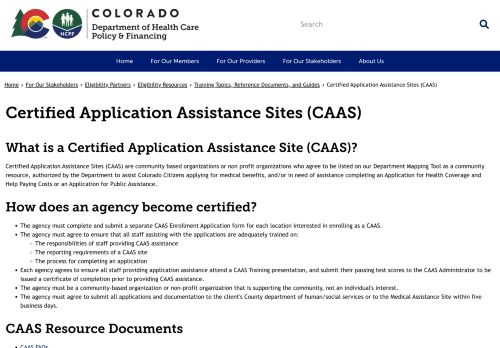 COLORADO
Department of Health Care
Policy & Financing
HCPF
Search
Home
For Our Members
For Our Providers
For Our Stakeholders
About Us
Home › For Our Stakeholders › Eligibility Partners › Eligibility Resources › Training Topics, Reference Documents, and Guides › Certified Application Assistance Sites (CAAS)
Certified Application Assistance Sites (CAAS)
What is a Certified Application Assistance Site (CAAS)?
Certified Application Assistance Sites (CAAS) are community based organizations or non profit organizations who agree to be listed on our Department Mapping Tool as a community
resource, authorized by the Department to assist Colorado Citizens applying for medical benefits, and/or in need of assistance completing an Application for Health Coverage and
Help Paying Costs or an Application for Public Assistance.
How does an agency become certified?
• The agency must complete and submit a separate CAAS Enrollment Application form for each location interested in enrolling as a CAAS.
• The agency must agree to ensure that all staff assisting with the applications are adequately trained on:
○ The responsibilities of staff providing CAAS assistance
○ The reporting requirements of a CAAS site
○ The process for completing an application
• Each agency agrees to ensure all staff providing application assistance attend a CAAS Training presentation, and submit their passing test scores to the CAAS Administrator to be
issued a certificate of completion prior to providing CAAS assistance.
• The agency must be a community-based organization or non-profit organization that is supporting the community, not an individual's interest.
• The agency must agree to submit all applications and documentation to the client's County department of human/social services or to the Medical Assistance Site within five
business days.
CAAS Resource Documents
• CAAS FAQs